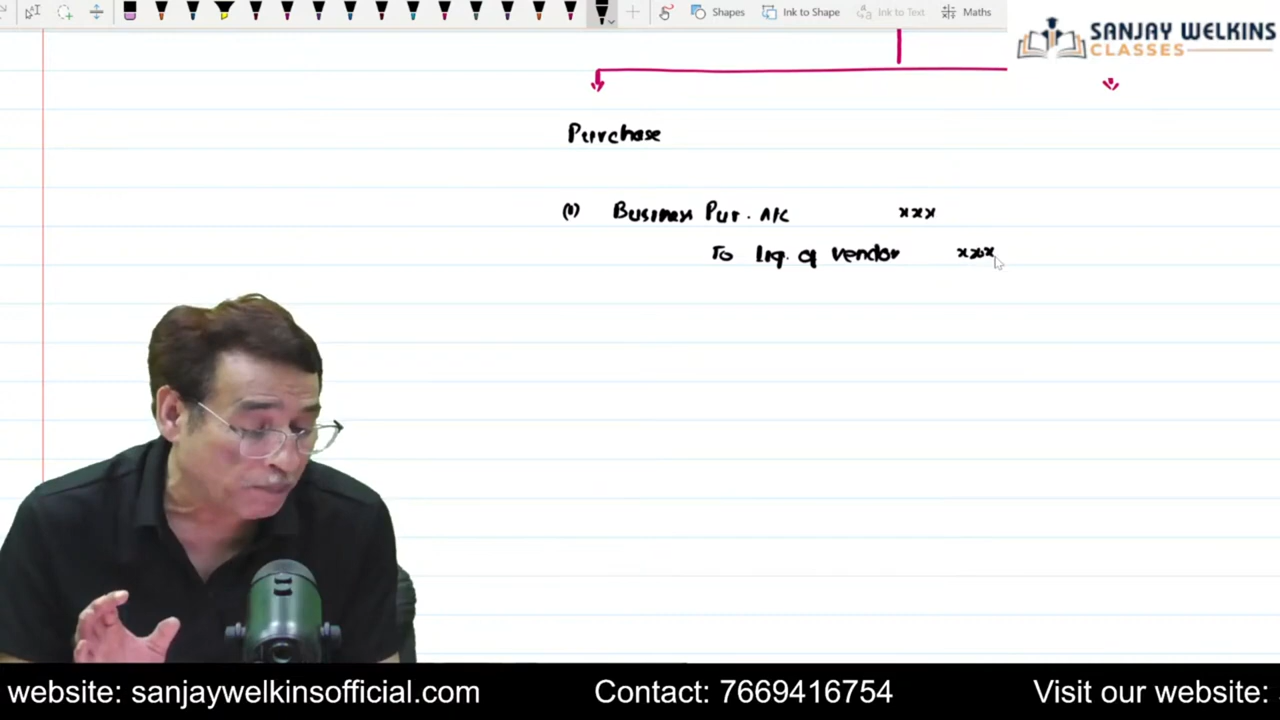 Shapes
Ink to Shape
Ink to Text
Maths
SANJAY WELKINS
CLASSES
Purchase
(1) Business Pur. A/c xxx
To Liq. of vendor xxx
website: sanjaywelkinsofficial.com Contact: 7669416754 Visit our website: